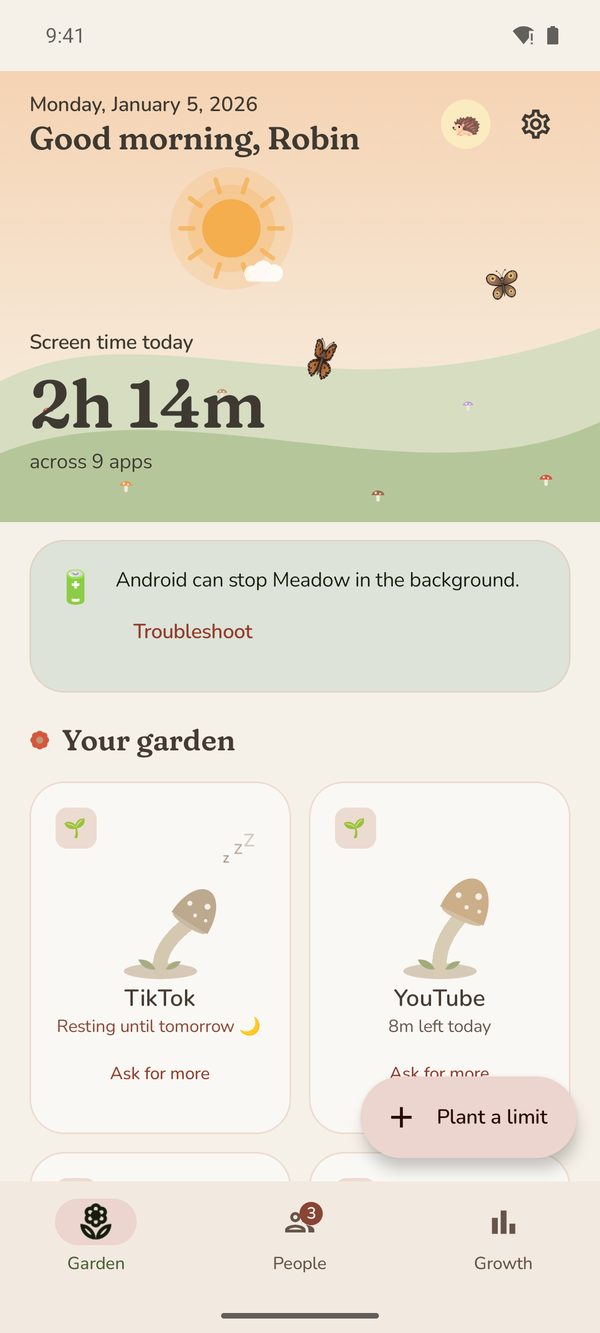 9:41
Monday, January 5, 2026
Good morning, Robin
Screen time today
2h 14m
across 9 apps
Android can stop Meadow in the background.
Troubleshoot
Your garden
z z Z
TikTok
Resting until tomorrow 🌙
Ask for more
YouTube
8m left today
Ask for more
Plant a limit
3
Garden
People
Growth